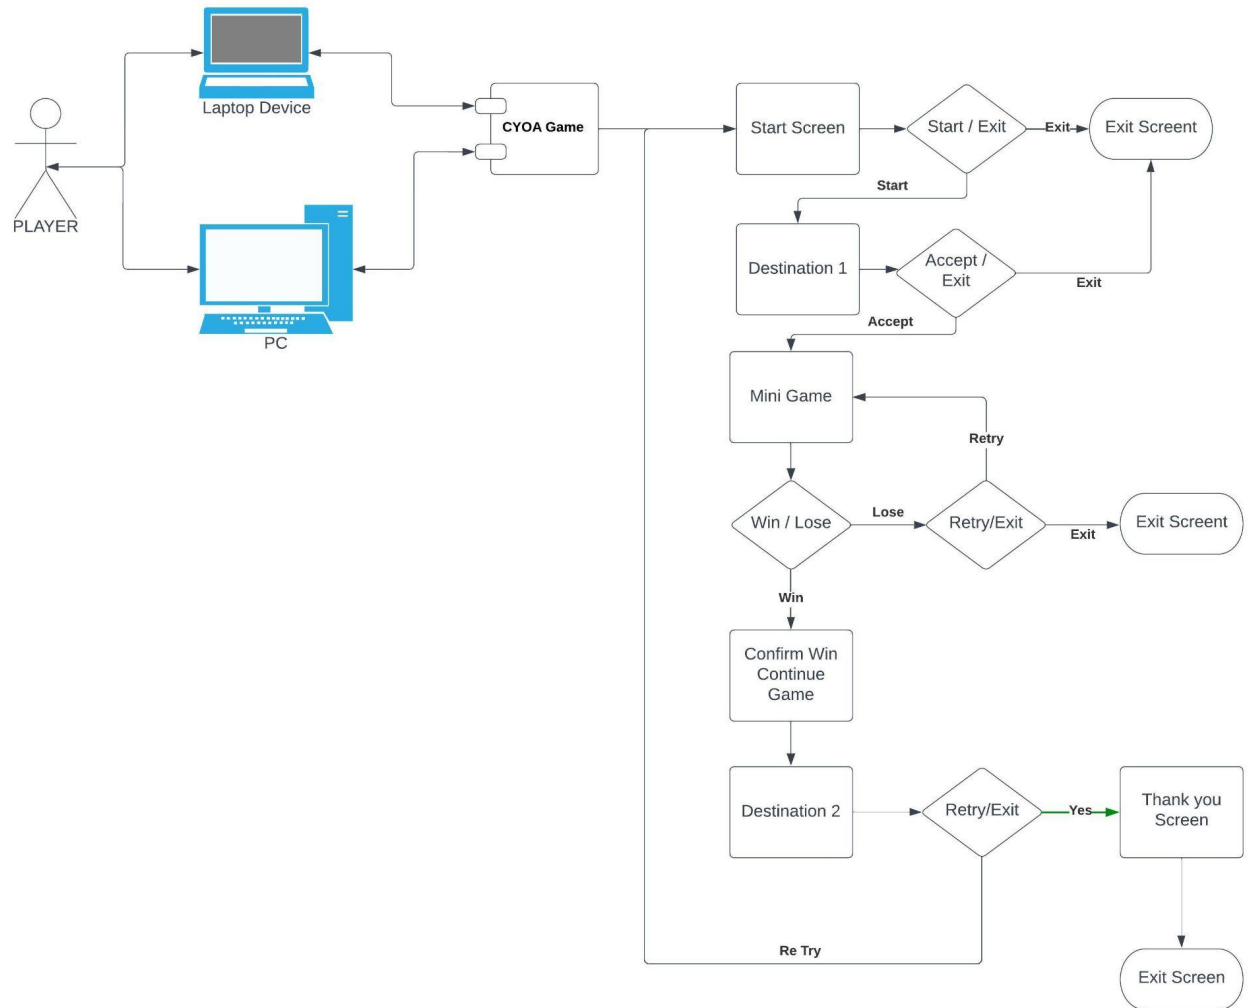 Laptop Device
CYOA Game
Start Screen
Start / Exit
Exit
Exit Screent
PLAYER
Start
Destination 1
Accept /
Exit
Exit
PC
Accept
Mini Game
Retry
Win / Lose
Lose
Retry/Exit
Exit
Exit Screent
Win
Confirm Win
Continue
Game
Destination 2
Retry/Exit
Yes
Thank you
Screen
Re Try
Exit Screen